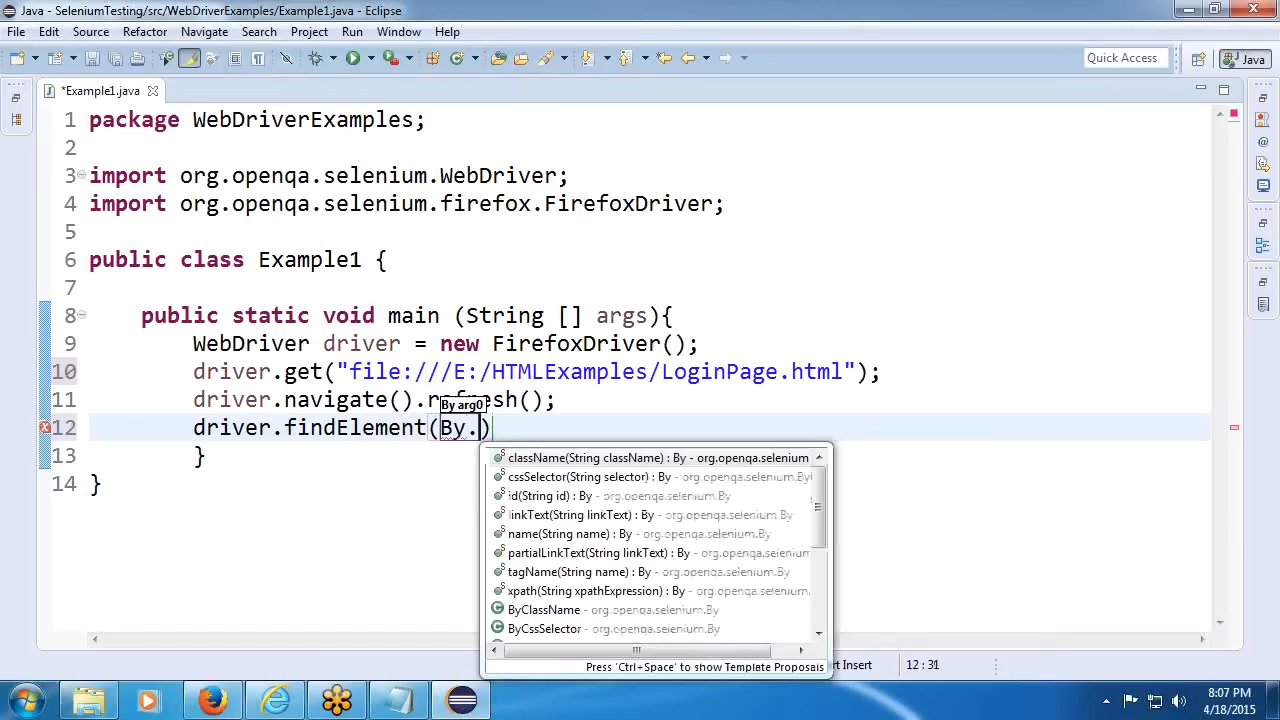 Java - SeleniumTesting/src/WebDriverExamples/Example1.java - Eclipse
File Edit Source Refactor Navigate Search Project Run Window Help
Quick Access Java
*Example1.java
1 package WebDriverExamples;
2
3 import org.openqa.selenium.WebDriver;
4 import org.openqa.selenium.firefox.FirefoxDriver;
5
6 public class Example1 {
7
8 public static void main (String [] args){
9 WebDriver driver = new FirefoxDriver();
10 driver.get("file:///E:/HTMLExamples/LoginPage.html");
11 driver.navigate().refresh();
By arg0
12 driver.findElement(By.)
13 }
14 }
className(String className) : By - org.openqa.selenium
cssSelector(String selector) : By - org.openqa.selenium.By
id(String id) : By - org.openqa.selenium.By
linkText(String linkText) : By - org.openqa.selenium.By
name(String name) : By - org.openqa.selenium.By
partialLinkText(String linkText) : By - org.openqa.selenium
tagName(String name) : By - org.openqa.selenium.By
xpath(String xpathExpression) : By - org.openqa.selenium.
ByClassName - org.openqa.selenium.By
ByCssSelector - org.openqa.selenium.By
Press 'Ctrl+Space' to show Template Proposals
rt Insert 12 : 31
8:07 PM
4/18/2015